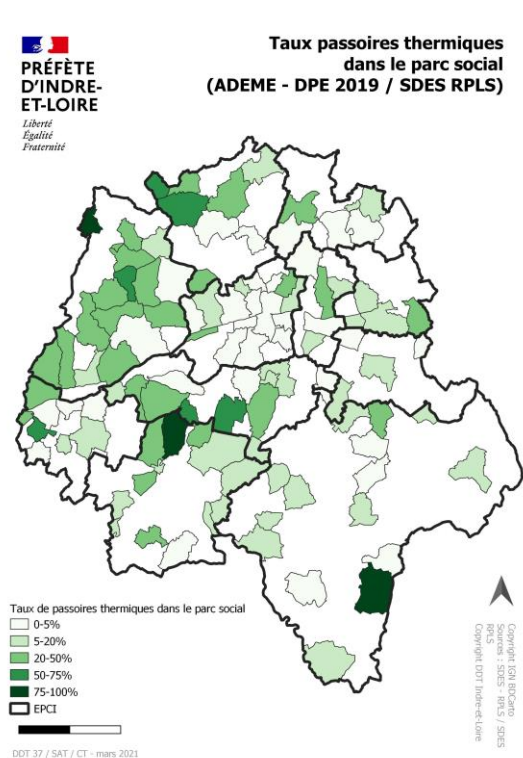 PRÉFÈTE
D'INDRE-
ET-LOIRE
Liberté
Égalité
Fraternité
Taux passoires thermiques
dans le parc social
(ADEME - DPE 2019 / SDES RPLS)
Taux de passoires thermiques dans le parc social
0-5%
5-20%
20-50%
50-75%
75-100%
EPCI
DDT 37 / SAT / CT - mars 2021
Copyright IGN BDCarto
Sources : SDES - RPLS / SDES
RPLS
Copyright DDT Indre-et-Loire